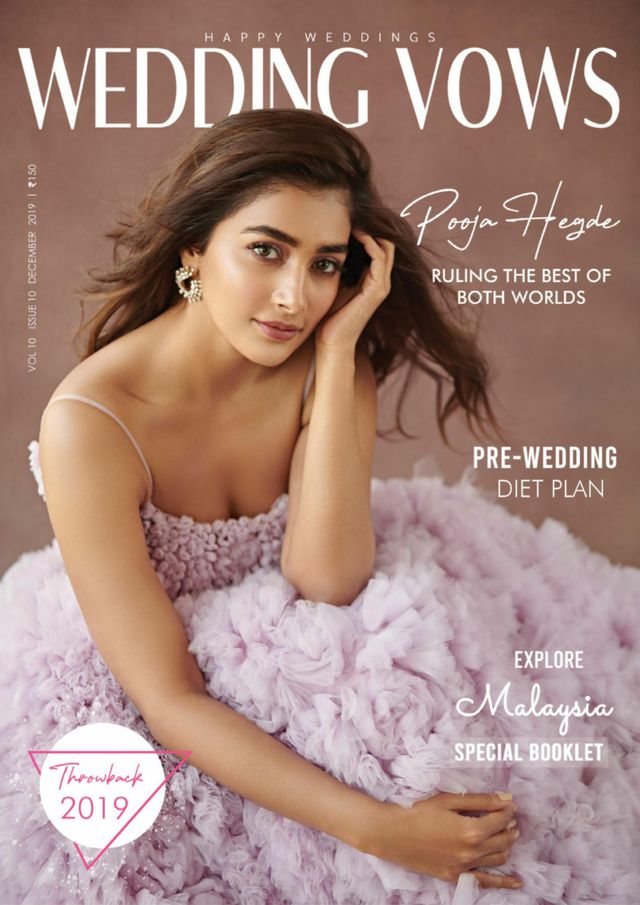 HAPPY WEDDINGS
WEDDING VOWS
VOL 10 ISSUE 10 DECEMBER 2019 | ₹150
Pooja Hegde
RULING THE BEST OF
BOTH WORLDS
PRE-WEDDING
DIET PLAN
EXPLORE
Malaysia
SPECIAL BOOKLET
Throwback
2019